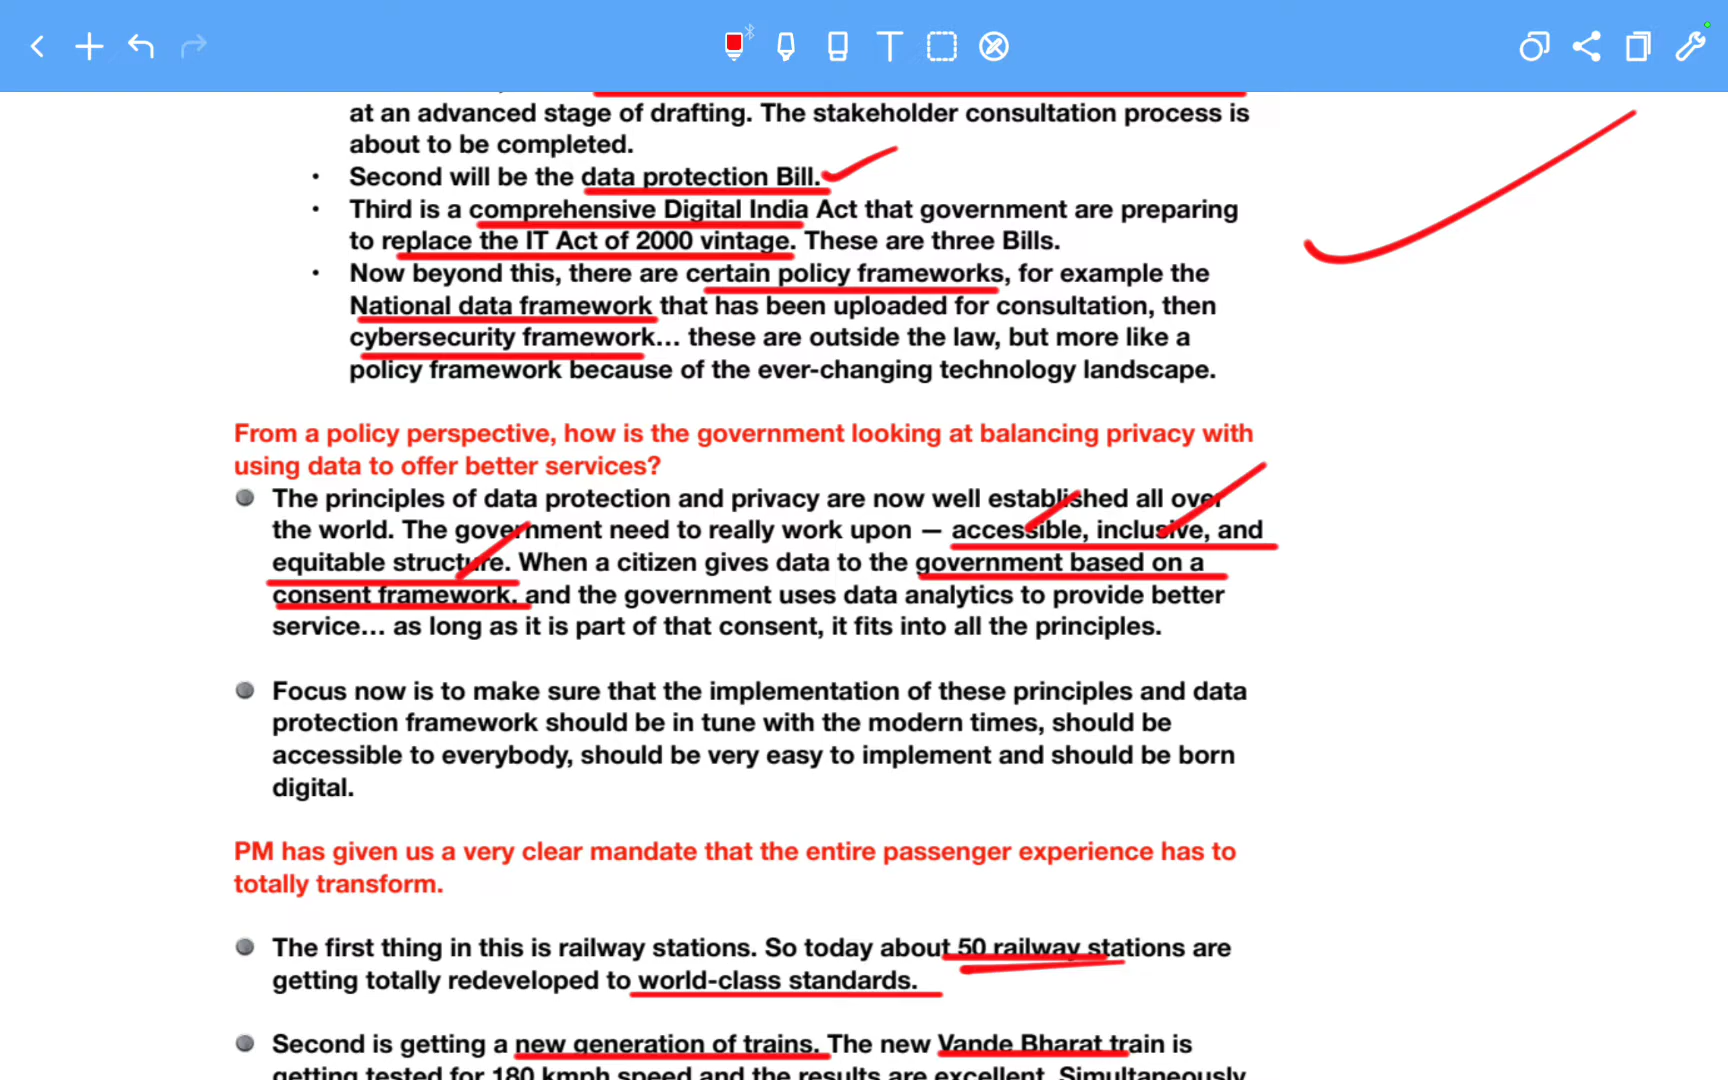 at an advanced stage of drafting. The stakeholder consultation process is
about to be completed.
• Second will be the data protection Bill.
• Third is a comprehensive Digital India Act that government are preparing
to replace the IT Act of 2000 vintage. These are three Bills.
• Now beyond this, there are certain policy frameworks, for example the
National data framework that has been uploaded for consultation, then
cybersecurity framework... these are outside the law, but more like a
policy framework because of the ever-changing technology landscape.
From a policy perspective, how is the government looking at balancing privacy with
using data to offer better services?
The principles of data protection and privacy are now well established all over
the world. The government need to really work upon — accessible, inclusive, and
equitable structure. When a citizen gives data to the government based on a
consent framework, and the government uses data analytics to provide better
service... as long as it is part of that consent, it fits into all the principles.
Focus now is to make sure that the implementation of these principles and data
protection framework should be in tune with the modern times, should be
accessible to everybody, should be very easy to implement and should be born
digital.
PM has given us a very clear mandate that the entire passenger experience has to
totally transform.
The first thing in this is railway stations. So today about 50 railway stations are
getting totally redeveloped to world-class standards.
Second is getting a new generation of trains. The new Vande Bharat train is
getting tested for 180 kmph speed and the results are excellent. Simultaneously